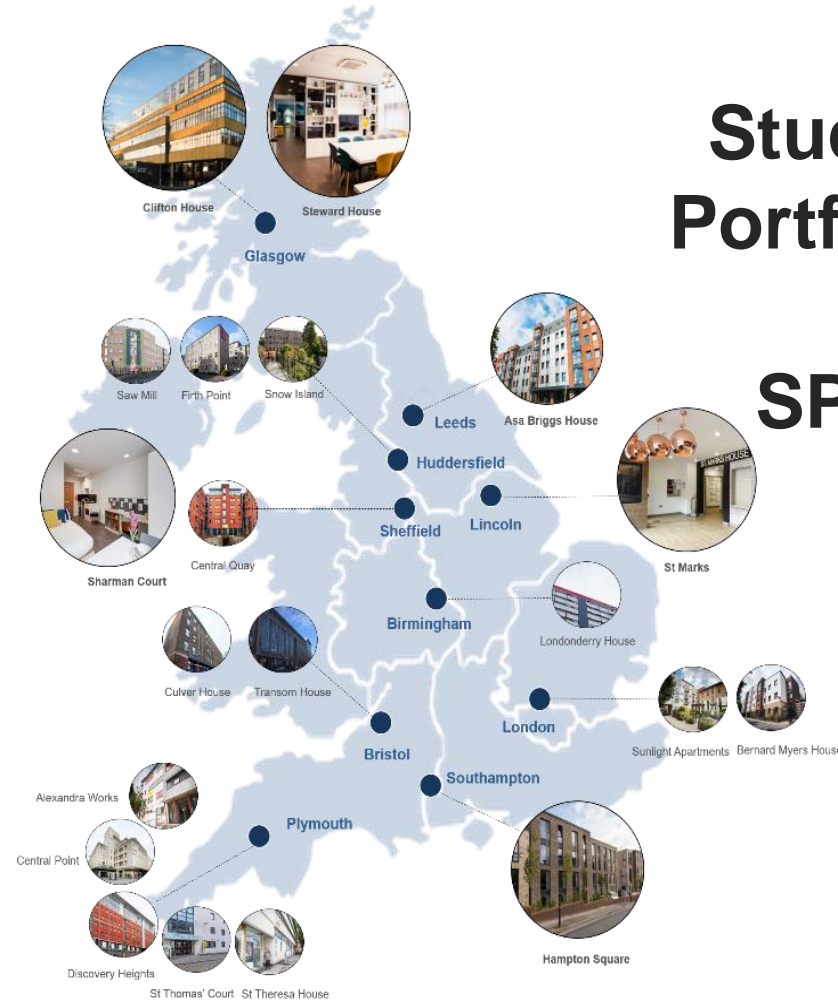 Stud
Portf
SP
Clifton House
Steward House
Glasgow
Saw Mill
Firth Point
Snow Island
Asa Briggs House
Leeds
Huddersfield
ST MARKS HOUSE
Sheffield
Lincoln
Central Quay
St Marks
Sharman Court
Birmingham
Londonderry House
Culver House
Transom House
London
Sunlight Apartments
Bernard Myers House
Bristol
Southampton
Alexandra Works
Plymouth
Central Point
Hampton Square
Discovery Heights
St Thomas' Court
St Theresa House